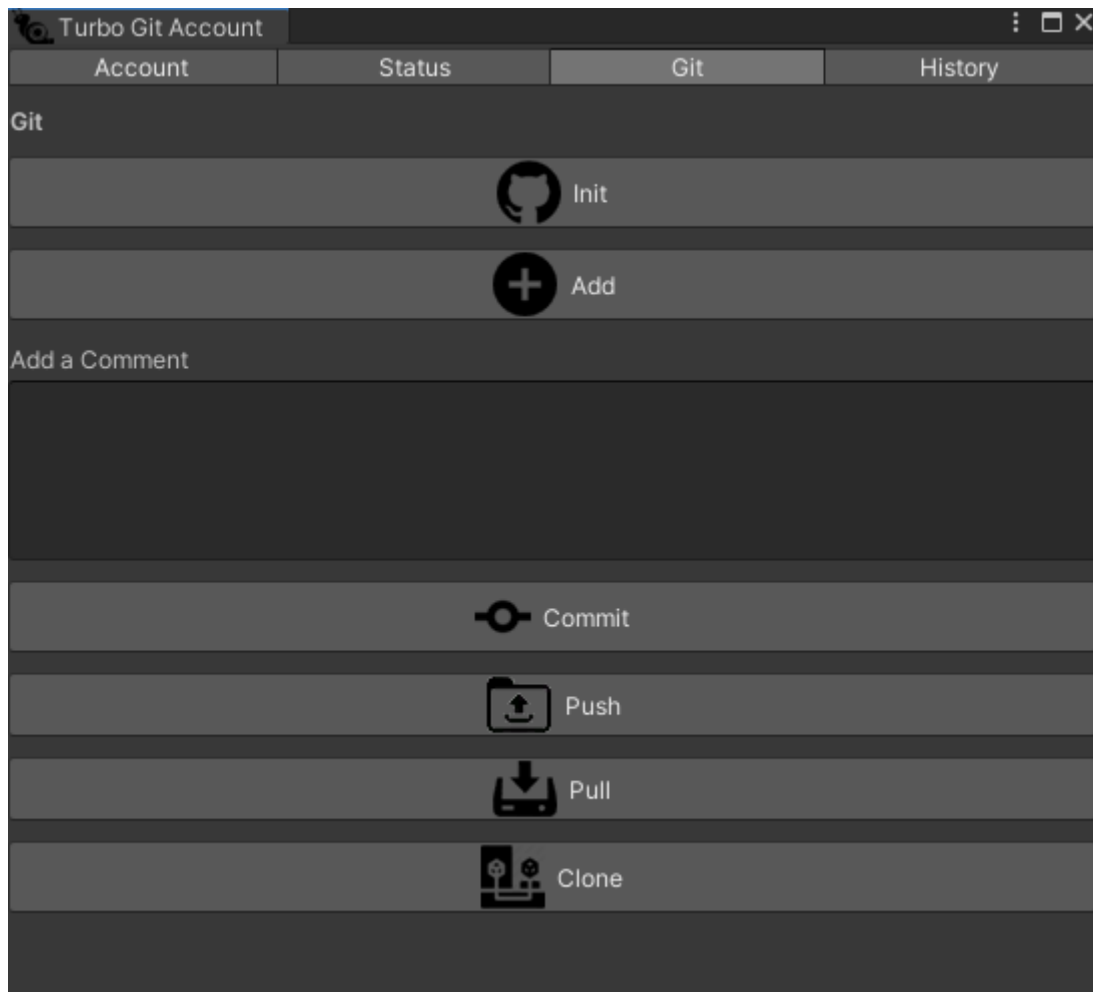 Turbo Git Account
Account Status Git History
Git
Init
Add
Add a Comment
Commit
Push
Pull
Clone